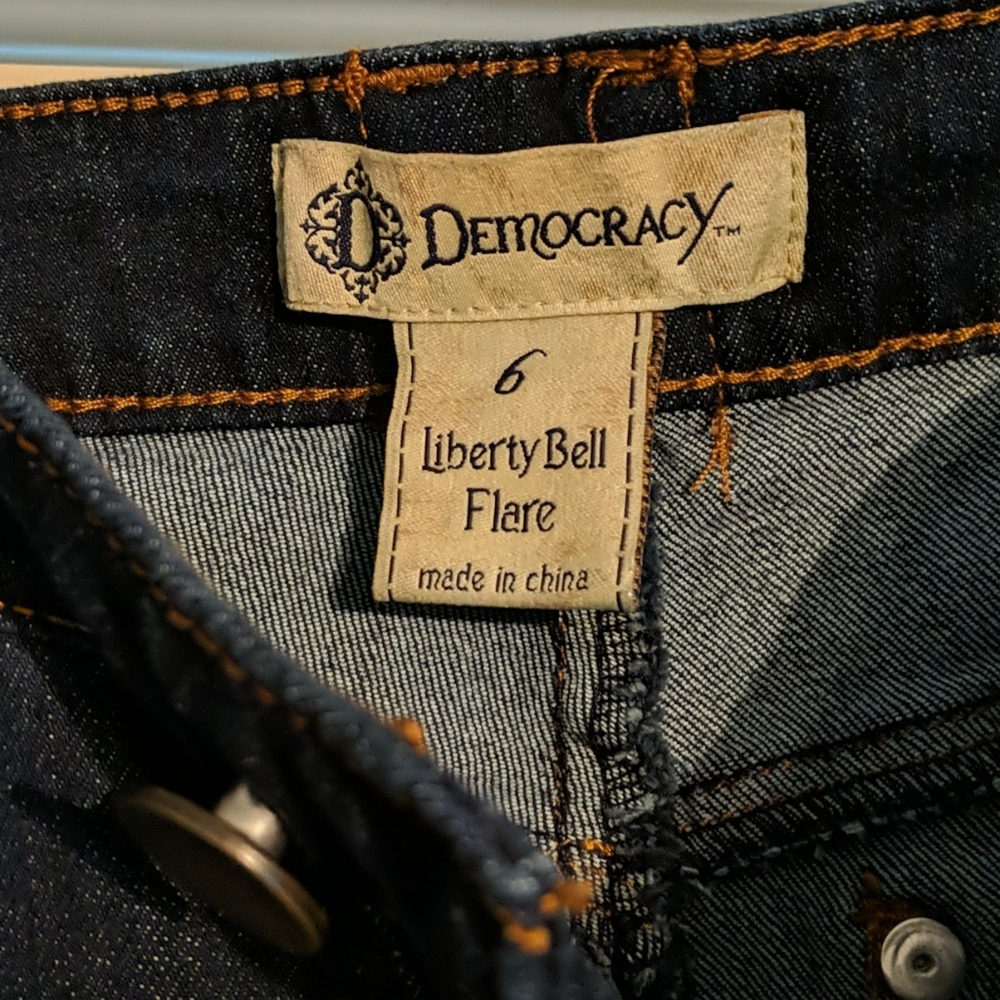 D DEMOCRACY™
6
Liberty Bell
Flare
made in china